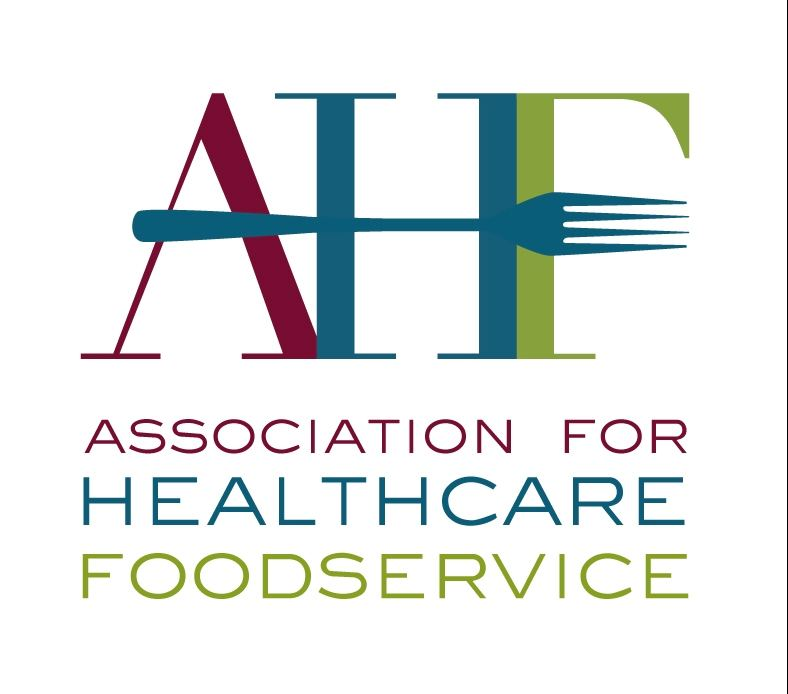 AHF
ASSOCIATION FOR
HEALTHCARE
FOODSERVICE